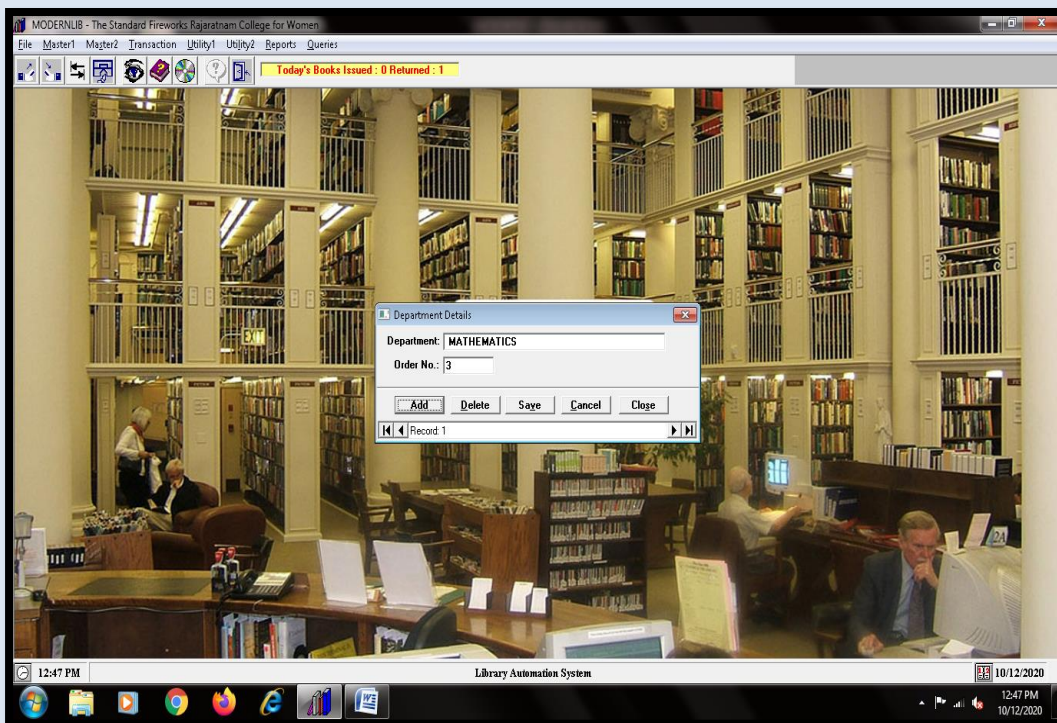 MODERNLIB - The Standard Fireworks Rajaratnam College for Women
File Master1 Master2 Transaction Utility1 Utility2 Reports Queries
Today's Books Issued : 0 Returned : 1
EXIT
Department Details
Department: MATHEMATICS
Order No.: 3
Add Delete Save Cancel Close
Record: 1
2A
12:47 PM Library Automation System 10/12/2020
12:47 PM
10/12/2020